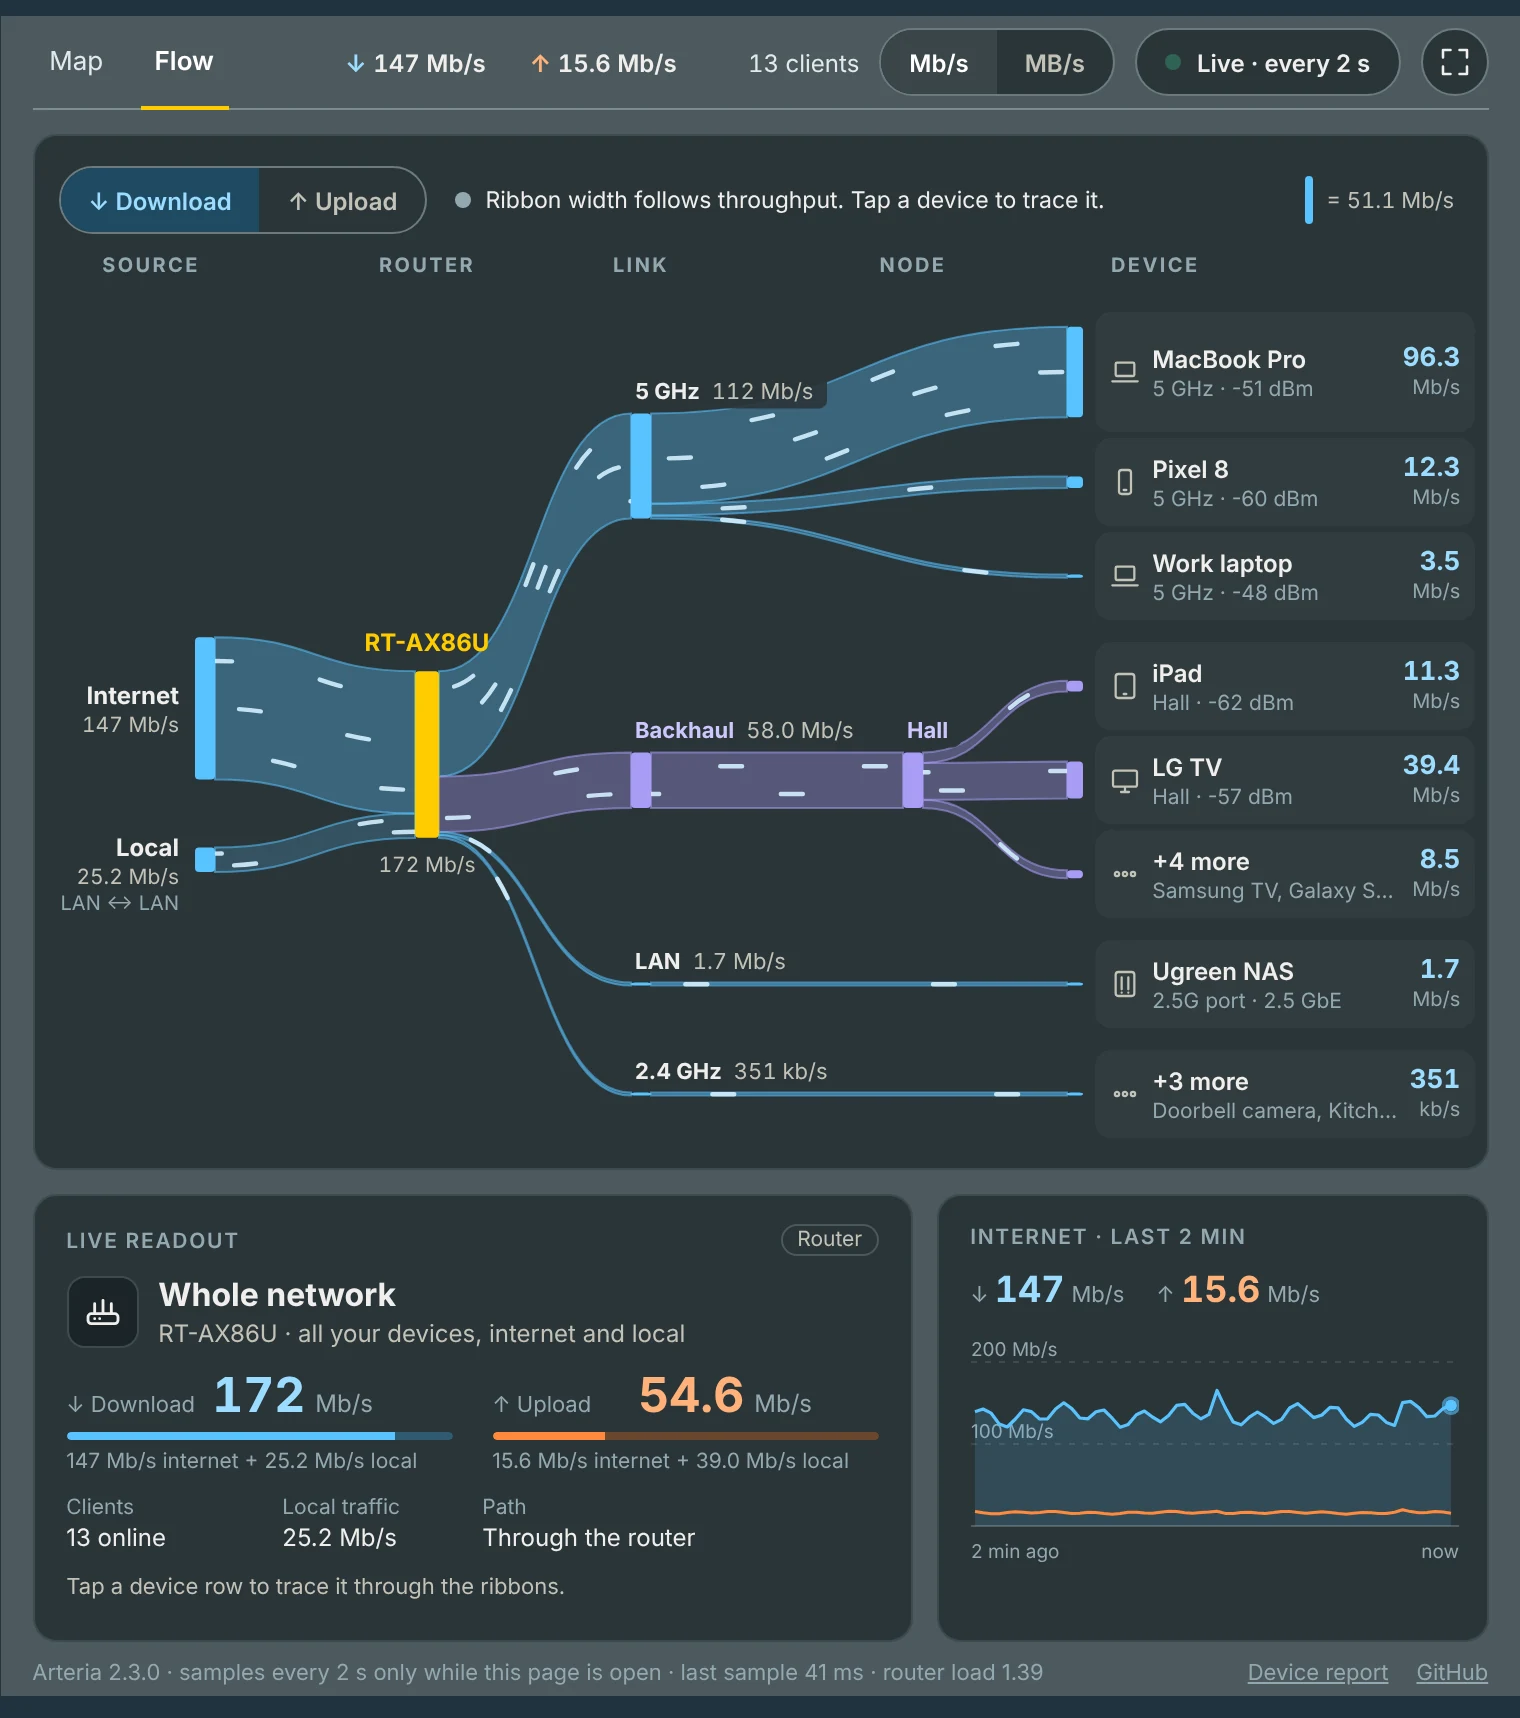 Map Flow ↓ 147 Mb/s ↑ 15.6 Mb/s 13 clients Mb/s MB/s Live · every 2 s
↓ Download ↑ Upload Ribbon width follows throughput. Tap a device to trace it. = 51.1 Mb/s
SOURCE ROUTER LINK NODE DEVICE
MacBook Pro 96.3
5 GHz · -51 dBm Mb/s
5 GHz 112 Mb/s
Pixel 8 12.3
5 GHz · -60 dBm Mb/s
Work laptop 3.5
5 GHz · -48 dBm Mb/s
RT-AX86U
iPad 11.3
Hall · -62 dBm Mb/s
Internet
147 Mb/s
Backhaul 58.0 Mb/s Hall
LG TV 39.4
Hall · -57 dBm Mb/s
Local
25.2 Mb/s
LAN ↔ LAN
172 Mb/s
+4 more 8.5
Samsung TV, Galaxy S... Mb/s
LAN 1.7 Mb/s
Ugreen NAS 1.7
2.5G port · 2.5 GbE Mb/s
2.4 GHz 351 kb/s
+3 more 351
Doorbell camera, Kitch... kb/s
LIVE READOUT Router
Whole network
RT-AX86U · all your devices, internet and local
↓ Download 172 Mb/s ↑ Upload 54.6 Mb/s
147 Mb/s internet + 25.2 Mb/s local 15.6 Mb/s internet + 39.0 Mb/s local
Clients Local traffic Path
13 online 25.2 Mb/s Through the router
Tap a device row to trace it through the ribbons.
INTERNET · LAST 2 MIN
↓ 147 Mb/s ↑ 15.6 Mb/s
200 Mb/s
100 Mb/s
2 min ago now
Arteria 2.3.0 · samples every 2 s only while this page is open · last sample 41 ms · router load 1.39 Device report GitHub